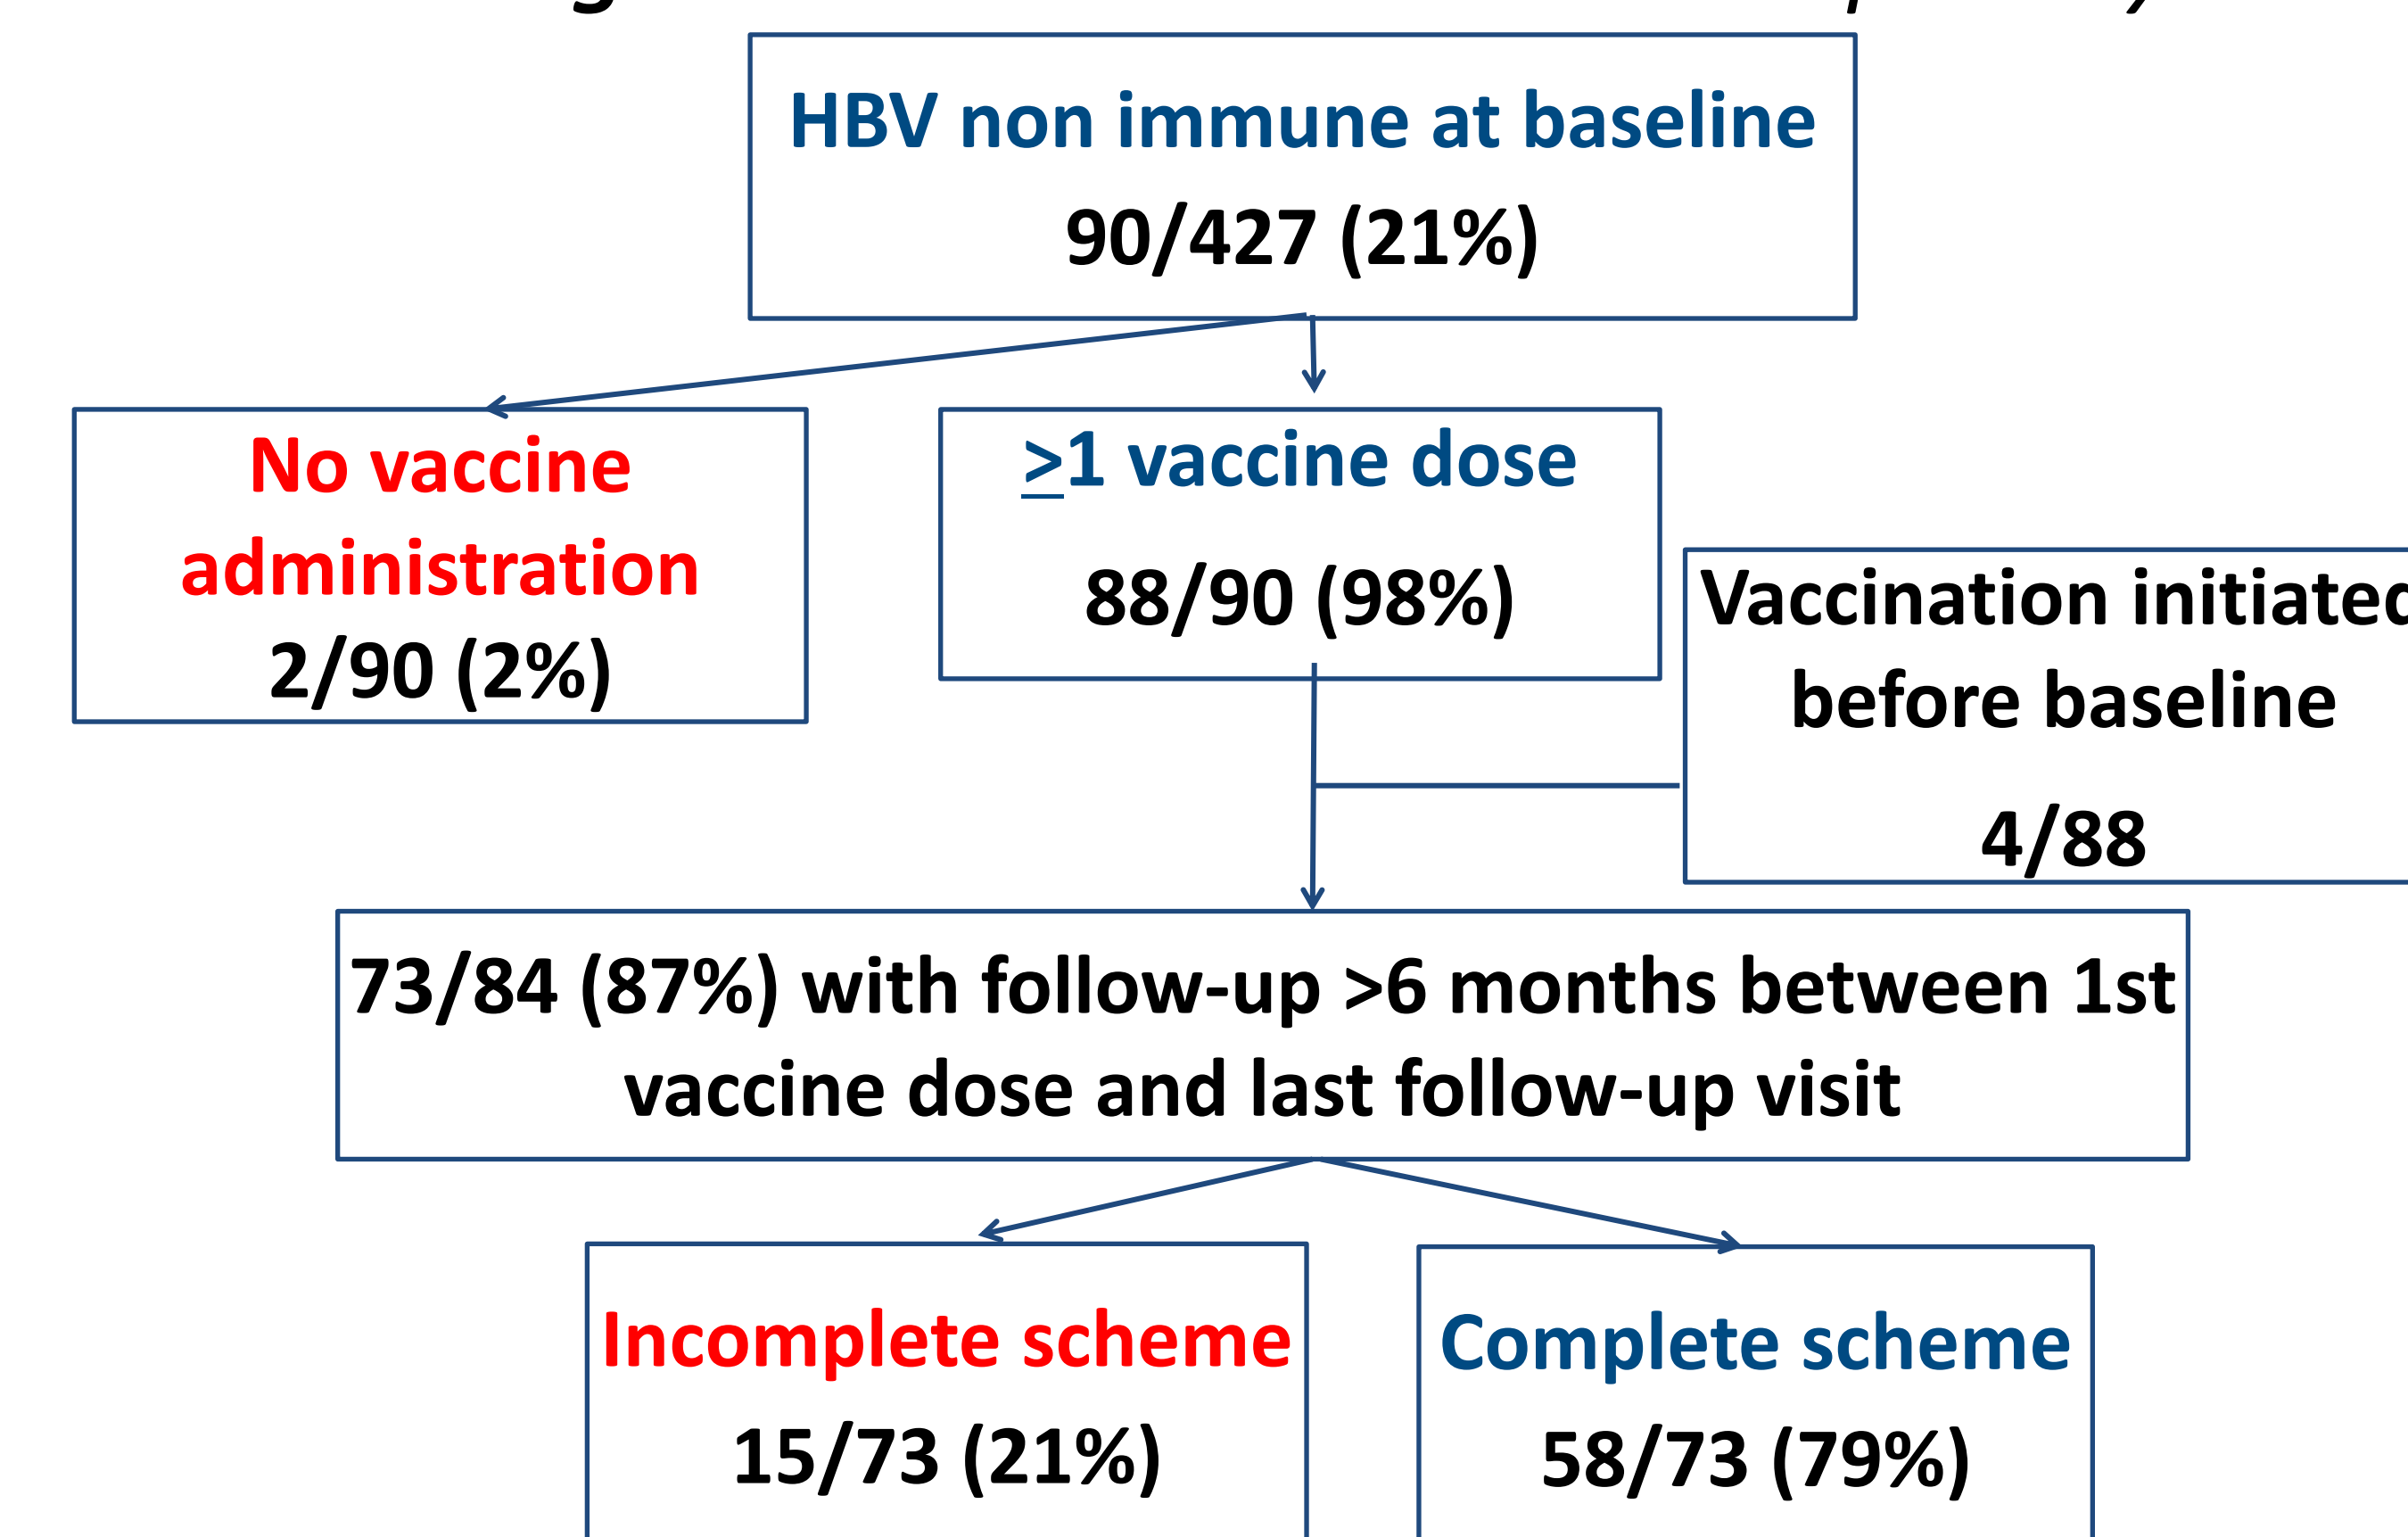 HBV non immune at baseline
90/427 (21%)
No vaccine
administration
2/90 (2%)
≥1 vaccine dose
88/90 (98%)
Vaccination initiated
before baseline
4/88
73/84 (87%) with follow-up >6 months between 1st
vaccine dose and last follow-up visit
Incomplete scheme
15/73 (21%)
Complete scheme
58/73 (79%)